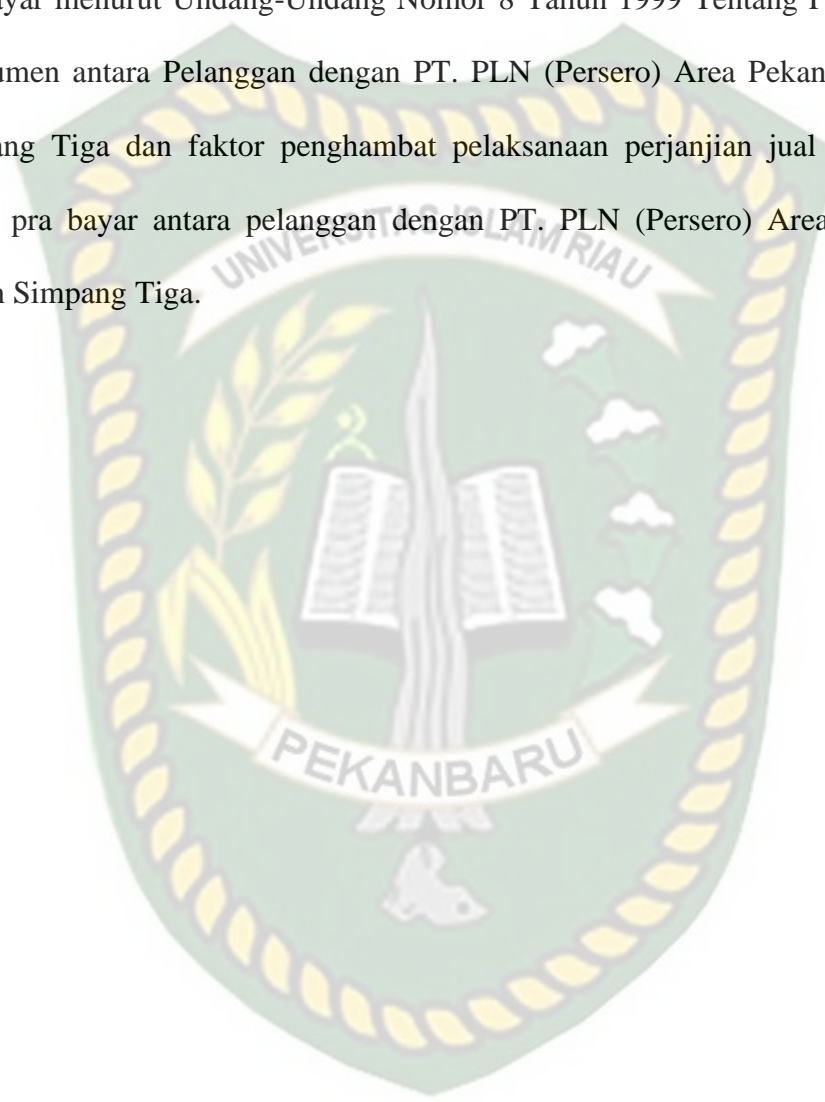 ayar menurut Undang-Undang Nomor 8 Tahun 1999 Tentang
umen antara Pelanggan dengan PT. PLN (Persero) Area Pekan
ang Tiga dan faktor penghambat pelaksanaan perjanjian jual
pra bayar antara pelanggan dengan PT. PLN (Persero) Area
n Simpang Tiga.
UNIVERSITAS ISLAM RIAU
PEKANBARU